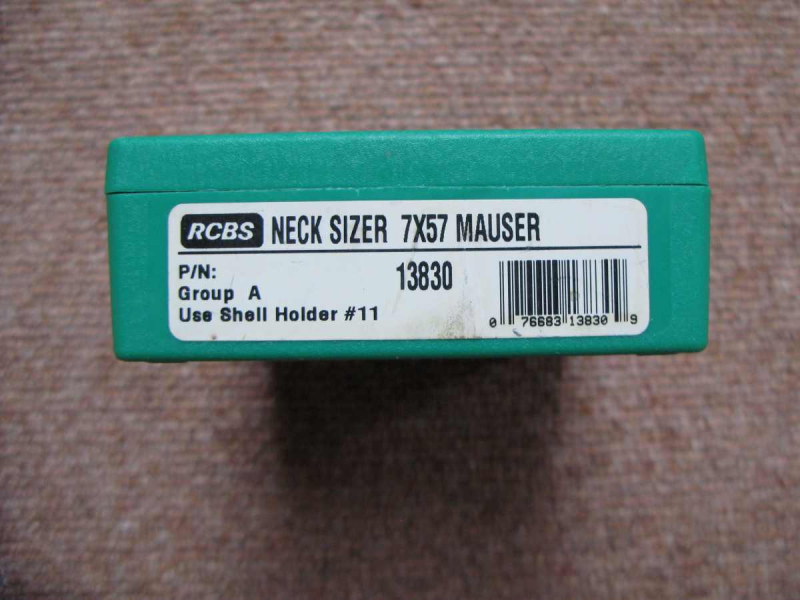 RCBS NECK SIZER 7X57 MAUSER
P/N: 13830
Group A
Use Shell Holder #11
0 76683 13830 9